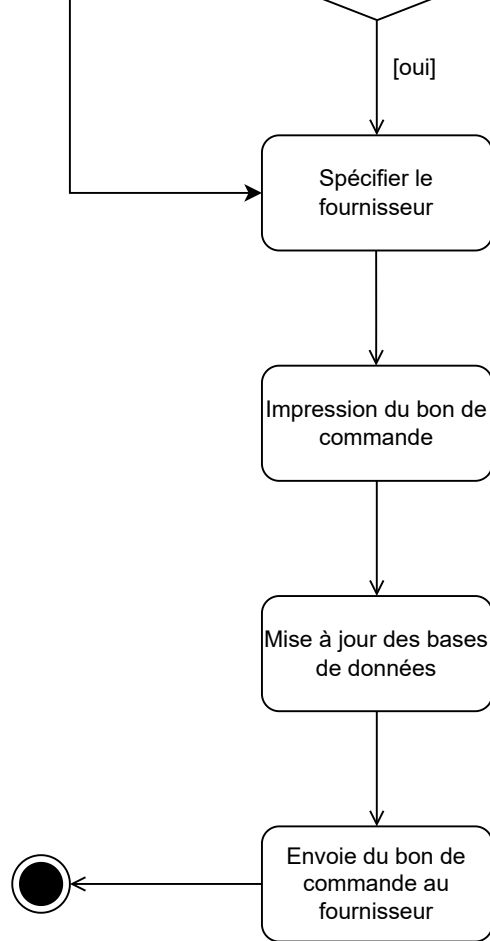 [oui]
Spécifier le
fournisseur
Impression du bon de
commande
Mise à jour des bases
de données
Envoie du bon de
commande au
fournisseur